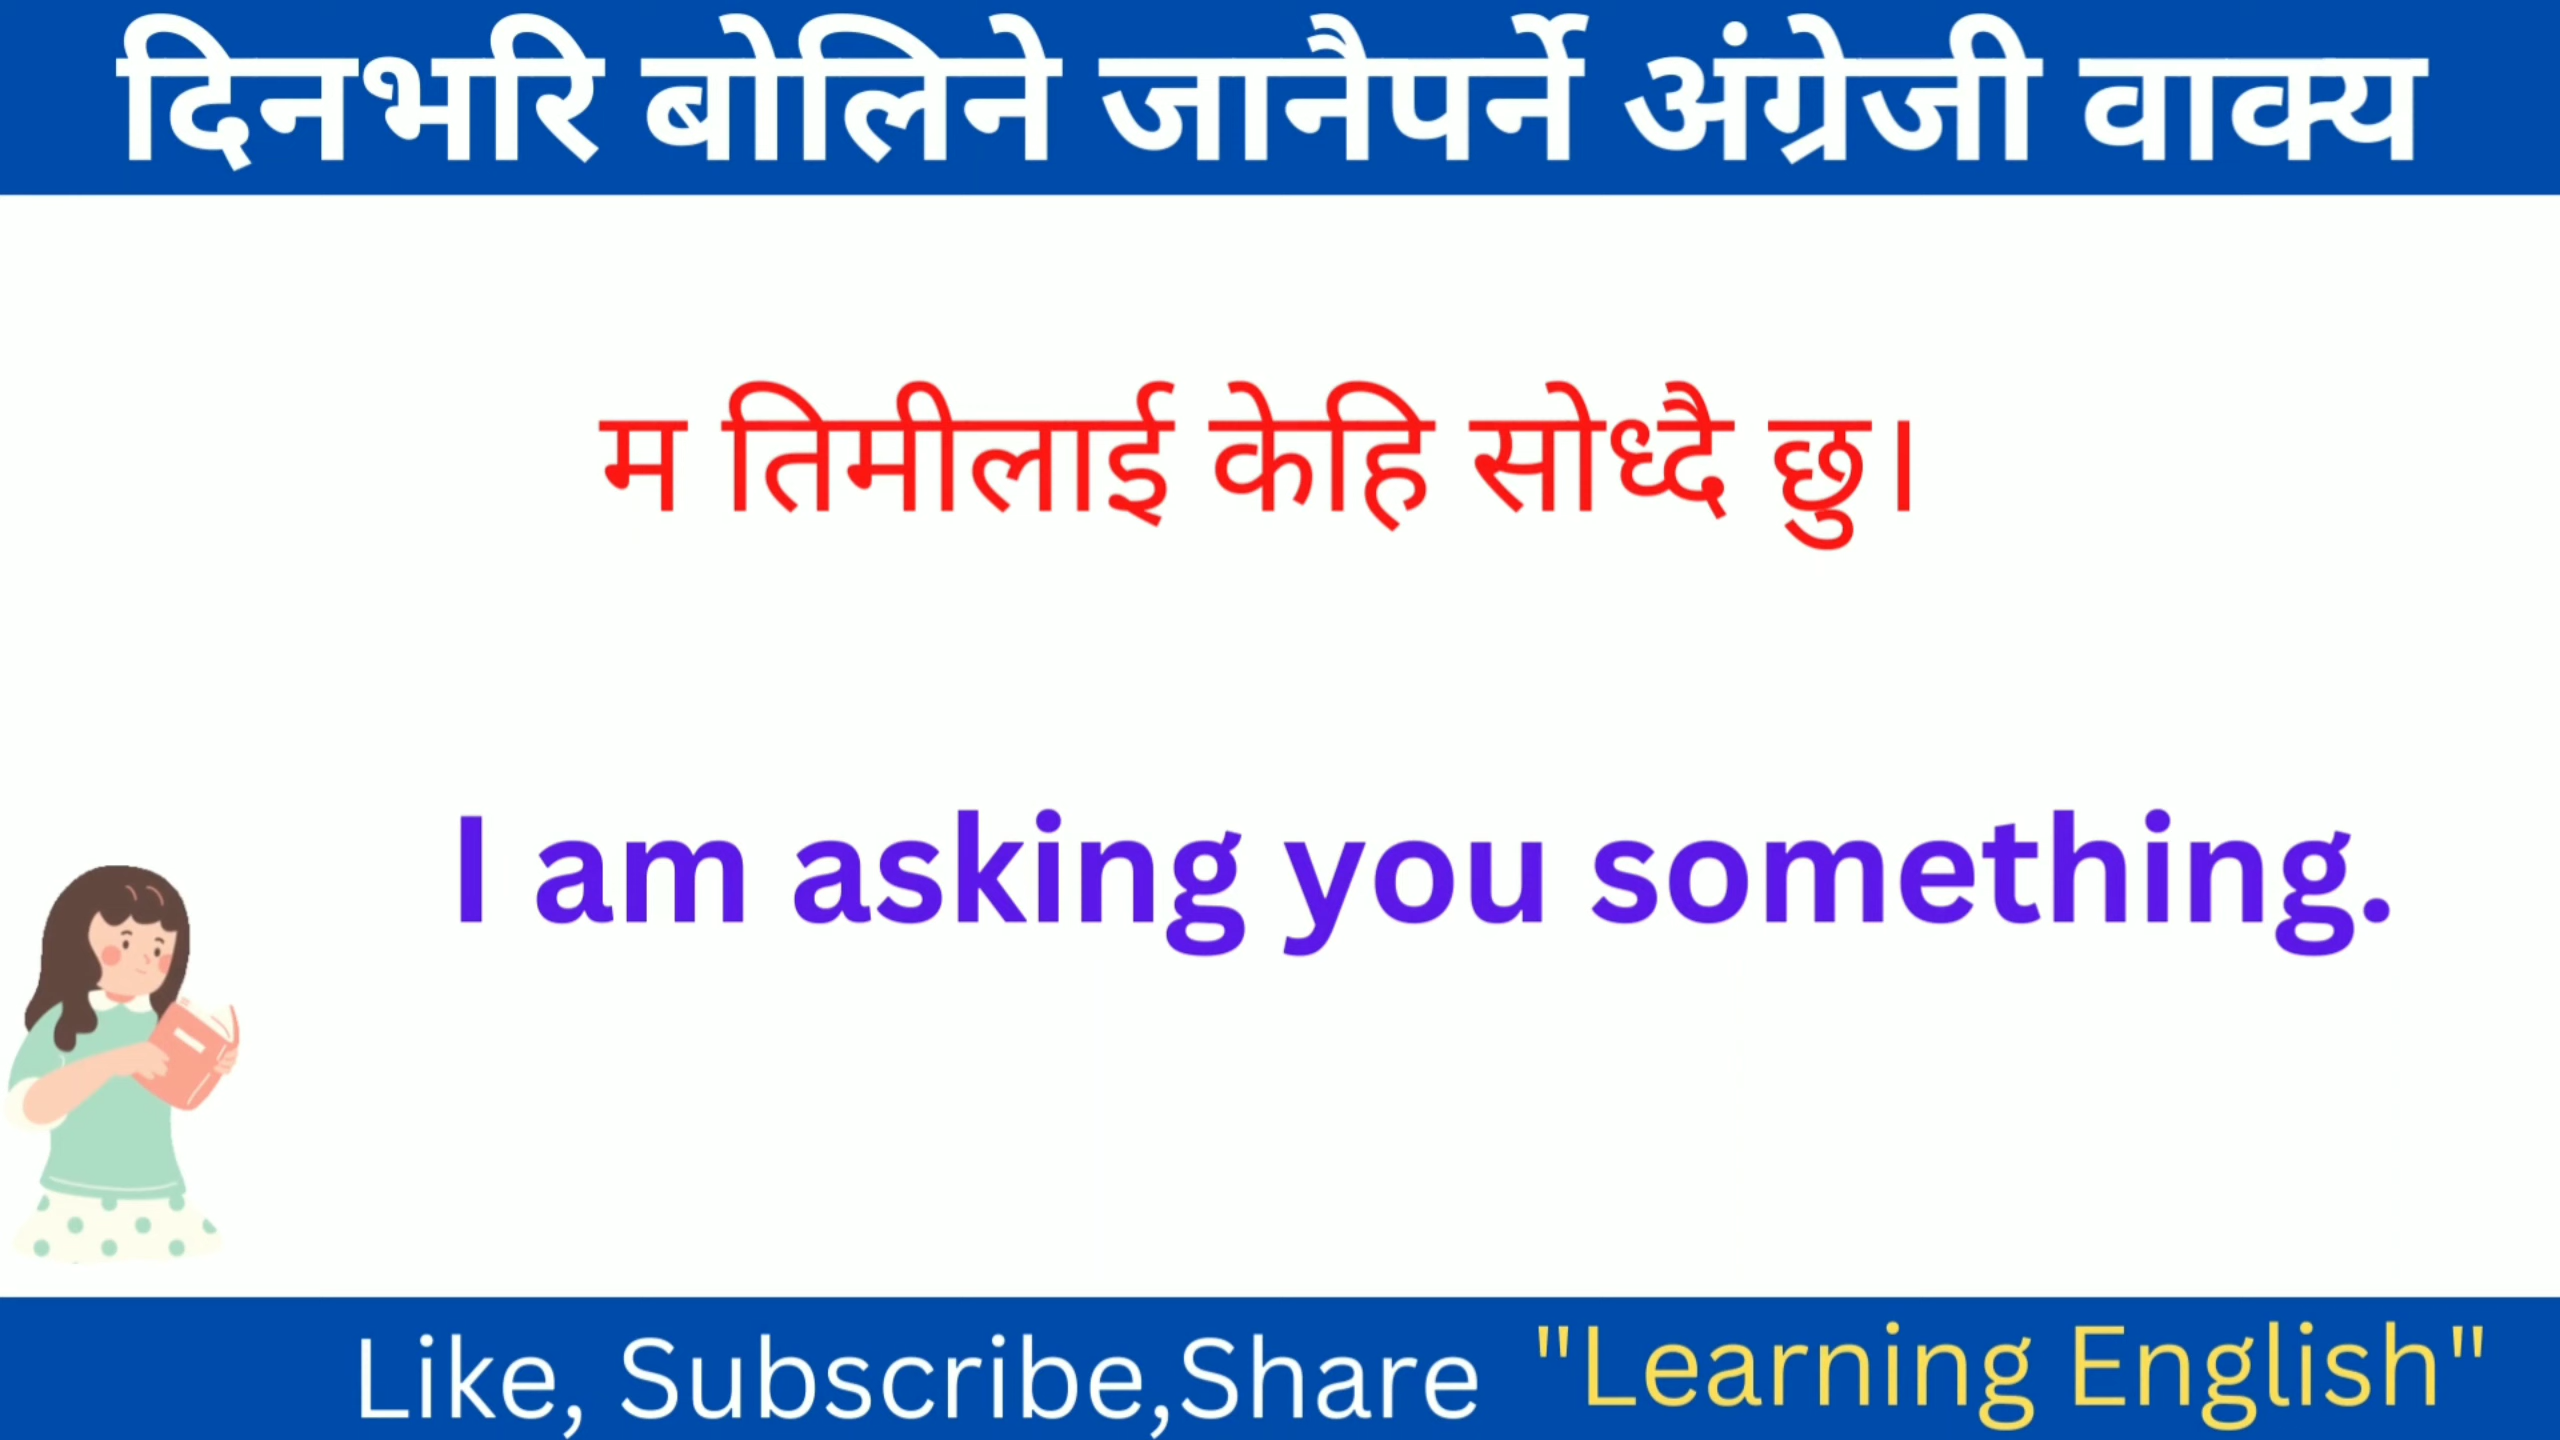 दिनभरि बोलिने जानैपर्ने अंग्रेजी वाक्य
म तिमीलाई केहि सोध्दै छु।
I am asking you something.
Like, Subscribe,Share "Learning English"